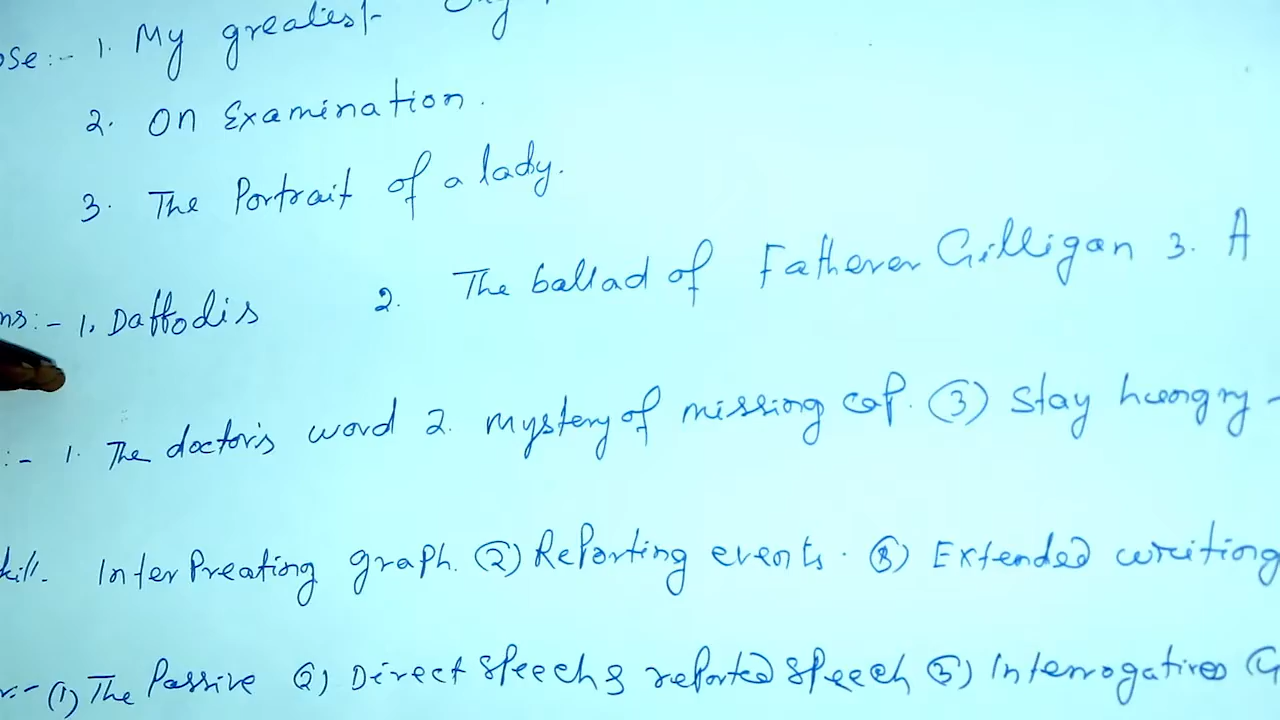 ose:- 1. My greatest
2. On Examination.
3. The Portrait of a lady.
ms:- 1. Daffodis 2. The ballad of Fatherer Gilligan 3. A
:- 1. The doctor's word 2. mystery of missing cap. (3) Stay hungry -
kill. InterPreating graph. (2) Reporting events. (3) Extended writing
r:- (1) The Passive (2) Direct speech & reported speech (3) Interrogatives (4